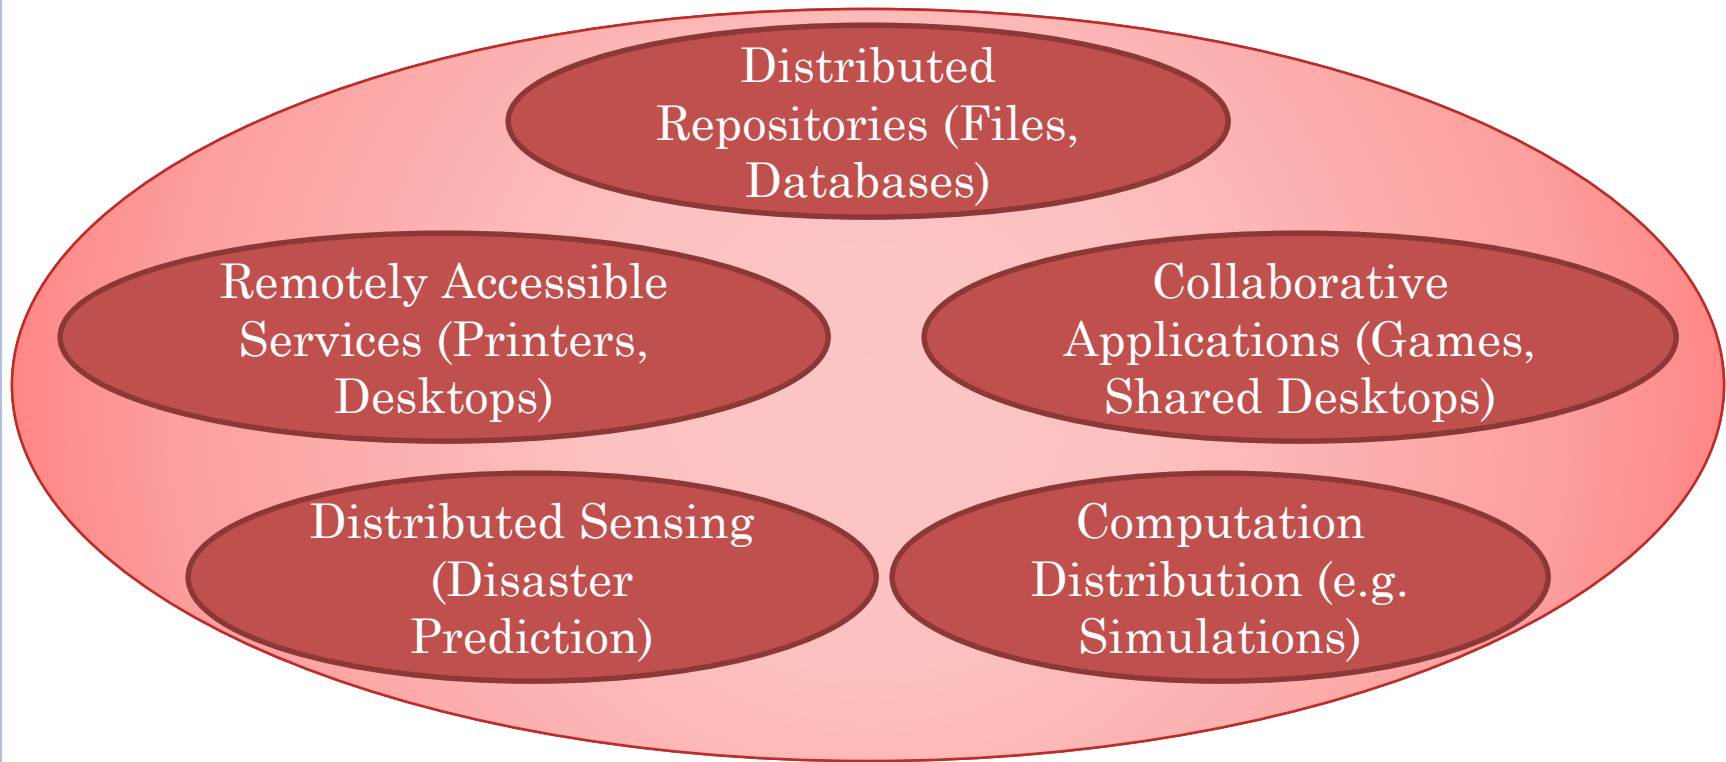 Distributed
Repositories (Files,
Databases)
Remotely Accessible
Services (Printers,
Desktops)
Collaborative
Applications (Games,
Shared Desktops)
Distributed Sensing
(Disaster
Prediction)
Computation
Distribution (e.g.
Simulations)